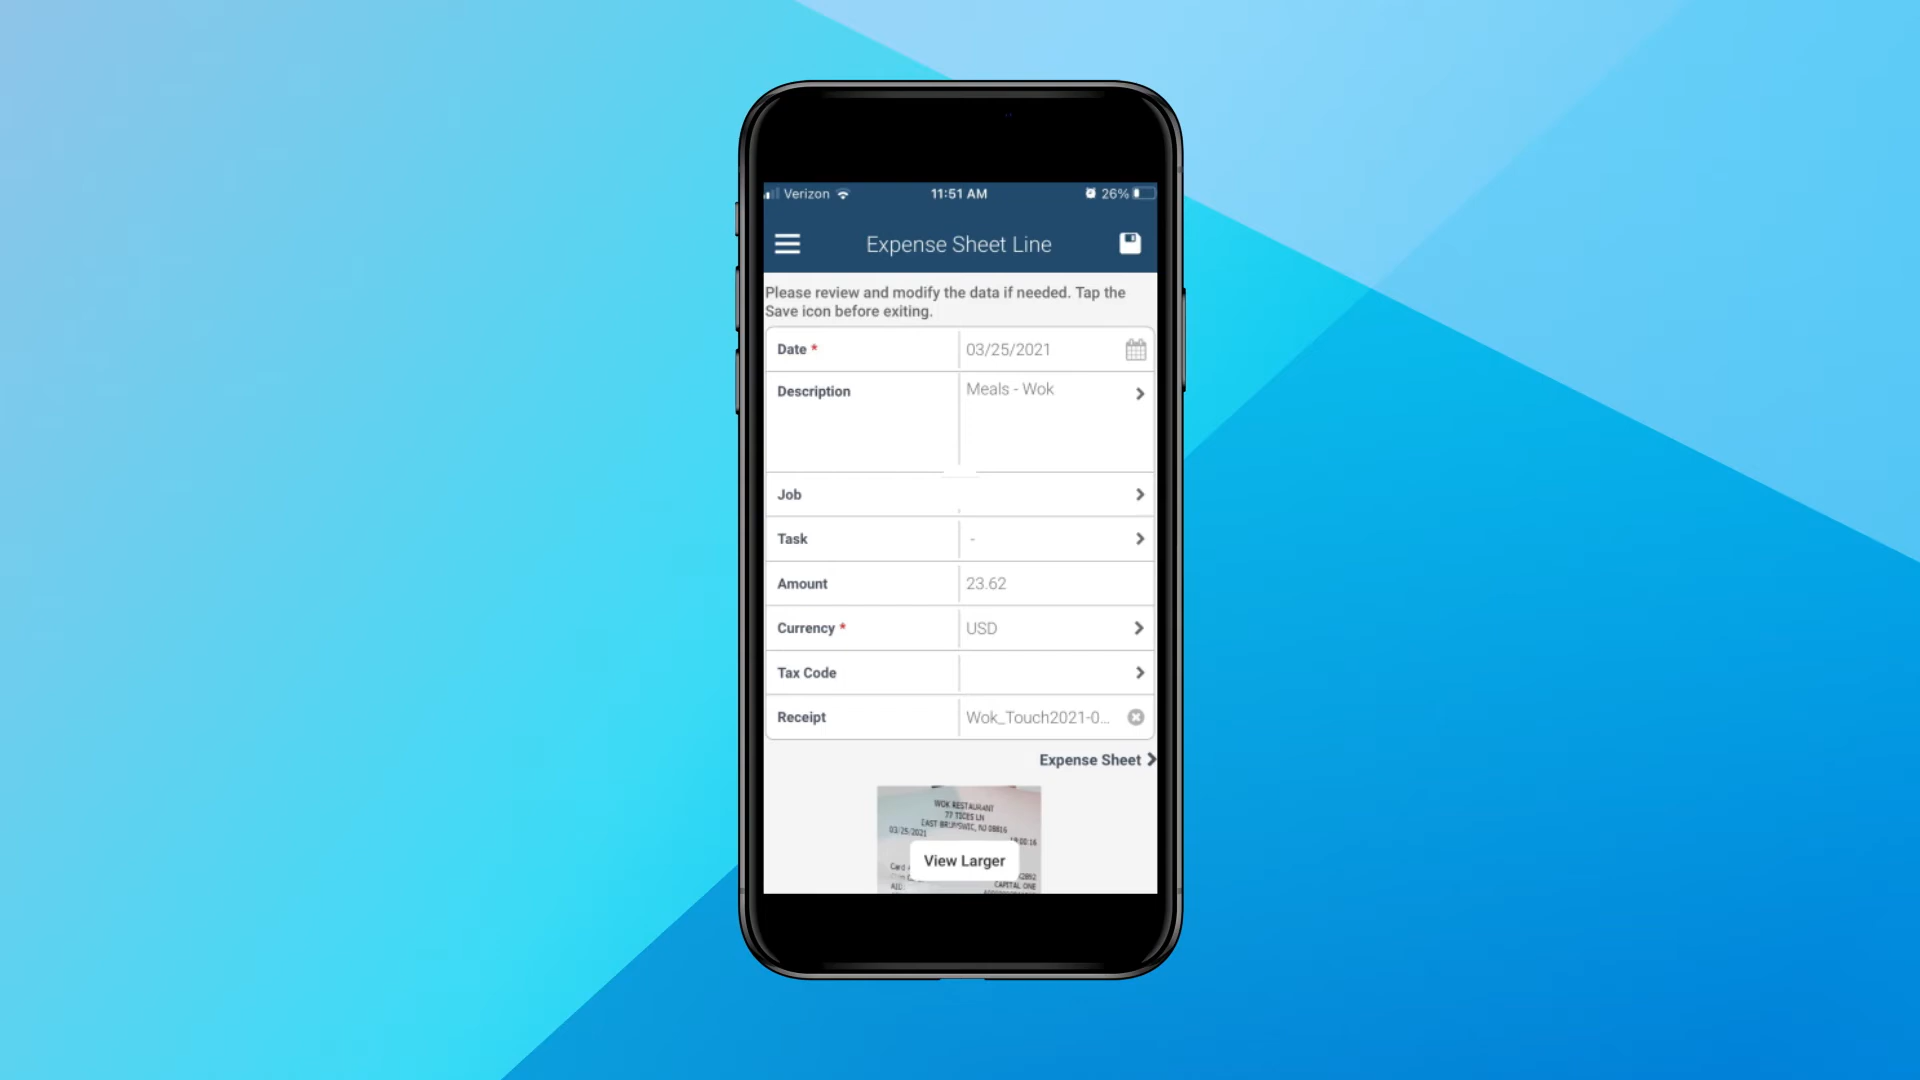 Verizon 11:51 AM 26%
Expense Sheet Line
Please review and modify the data if needed. Tap the
Save icon before exiting.
Date * 03/25/2021
Description Meals - Wok
Job
Task -
Amount 23.62
Currency * USD
Tax Code
Receipt Wok_Touch2021-0...
Expense Sheet
WOK RESTAURANT
77 TICES LN
EAST BRUNSWIC, NJ 08816
03/25/2021
View Larger
Card
CAPITAL ONE